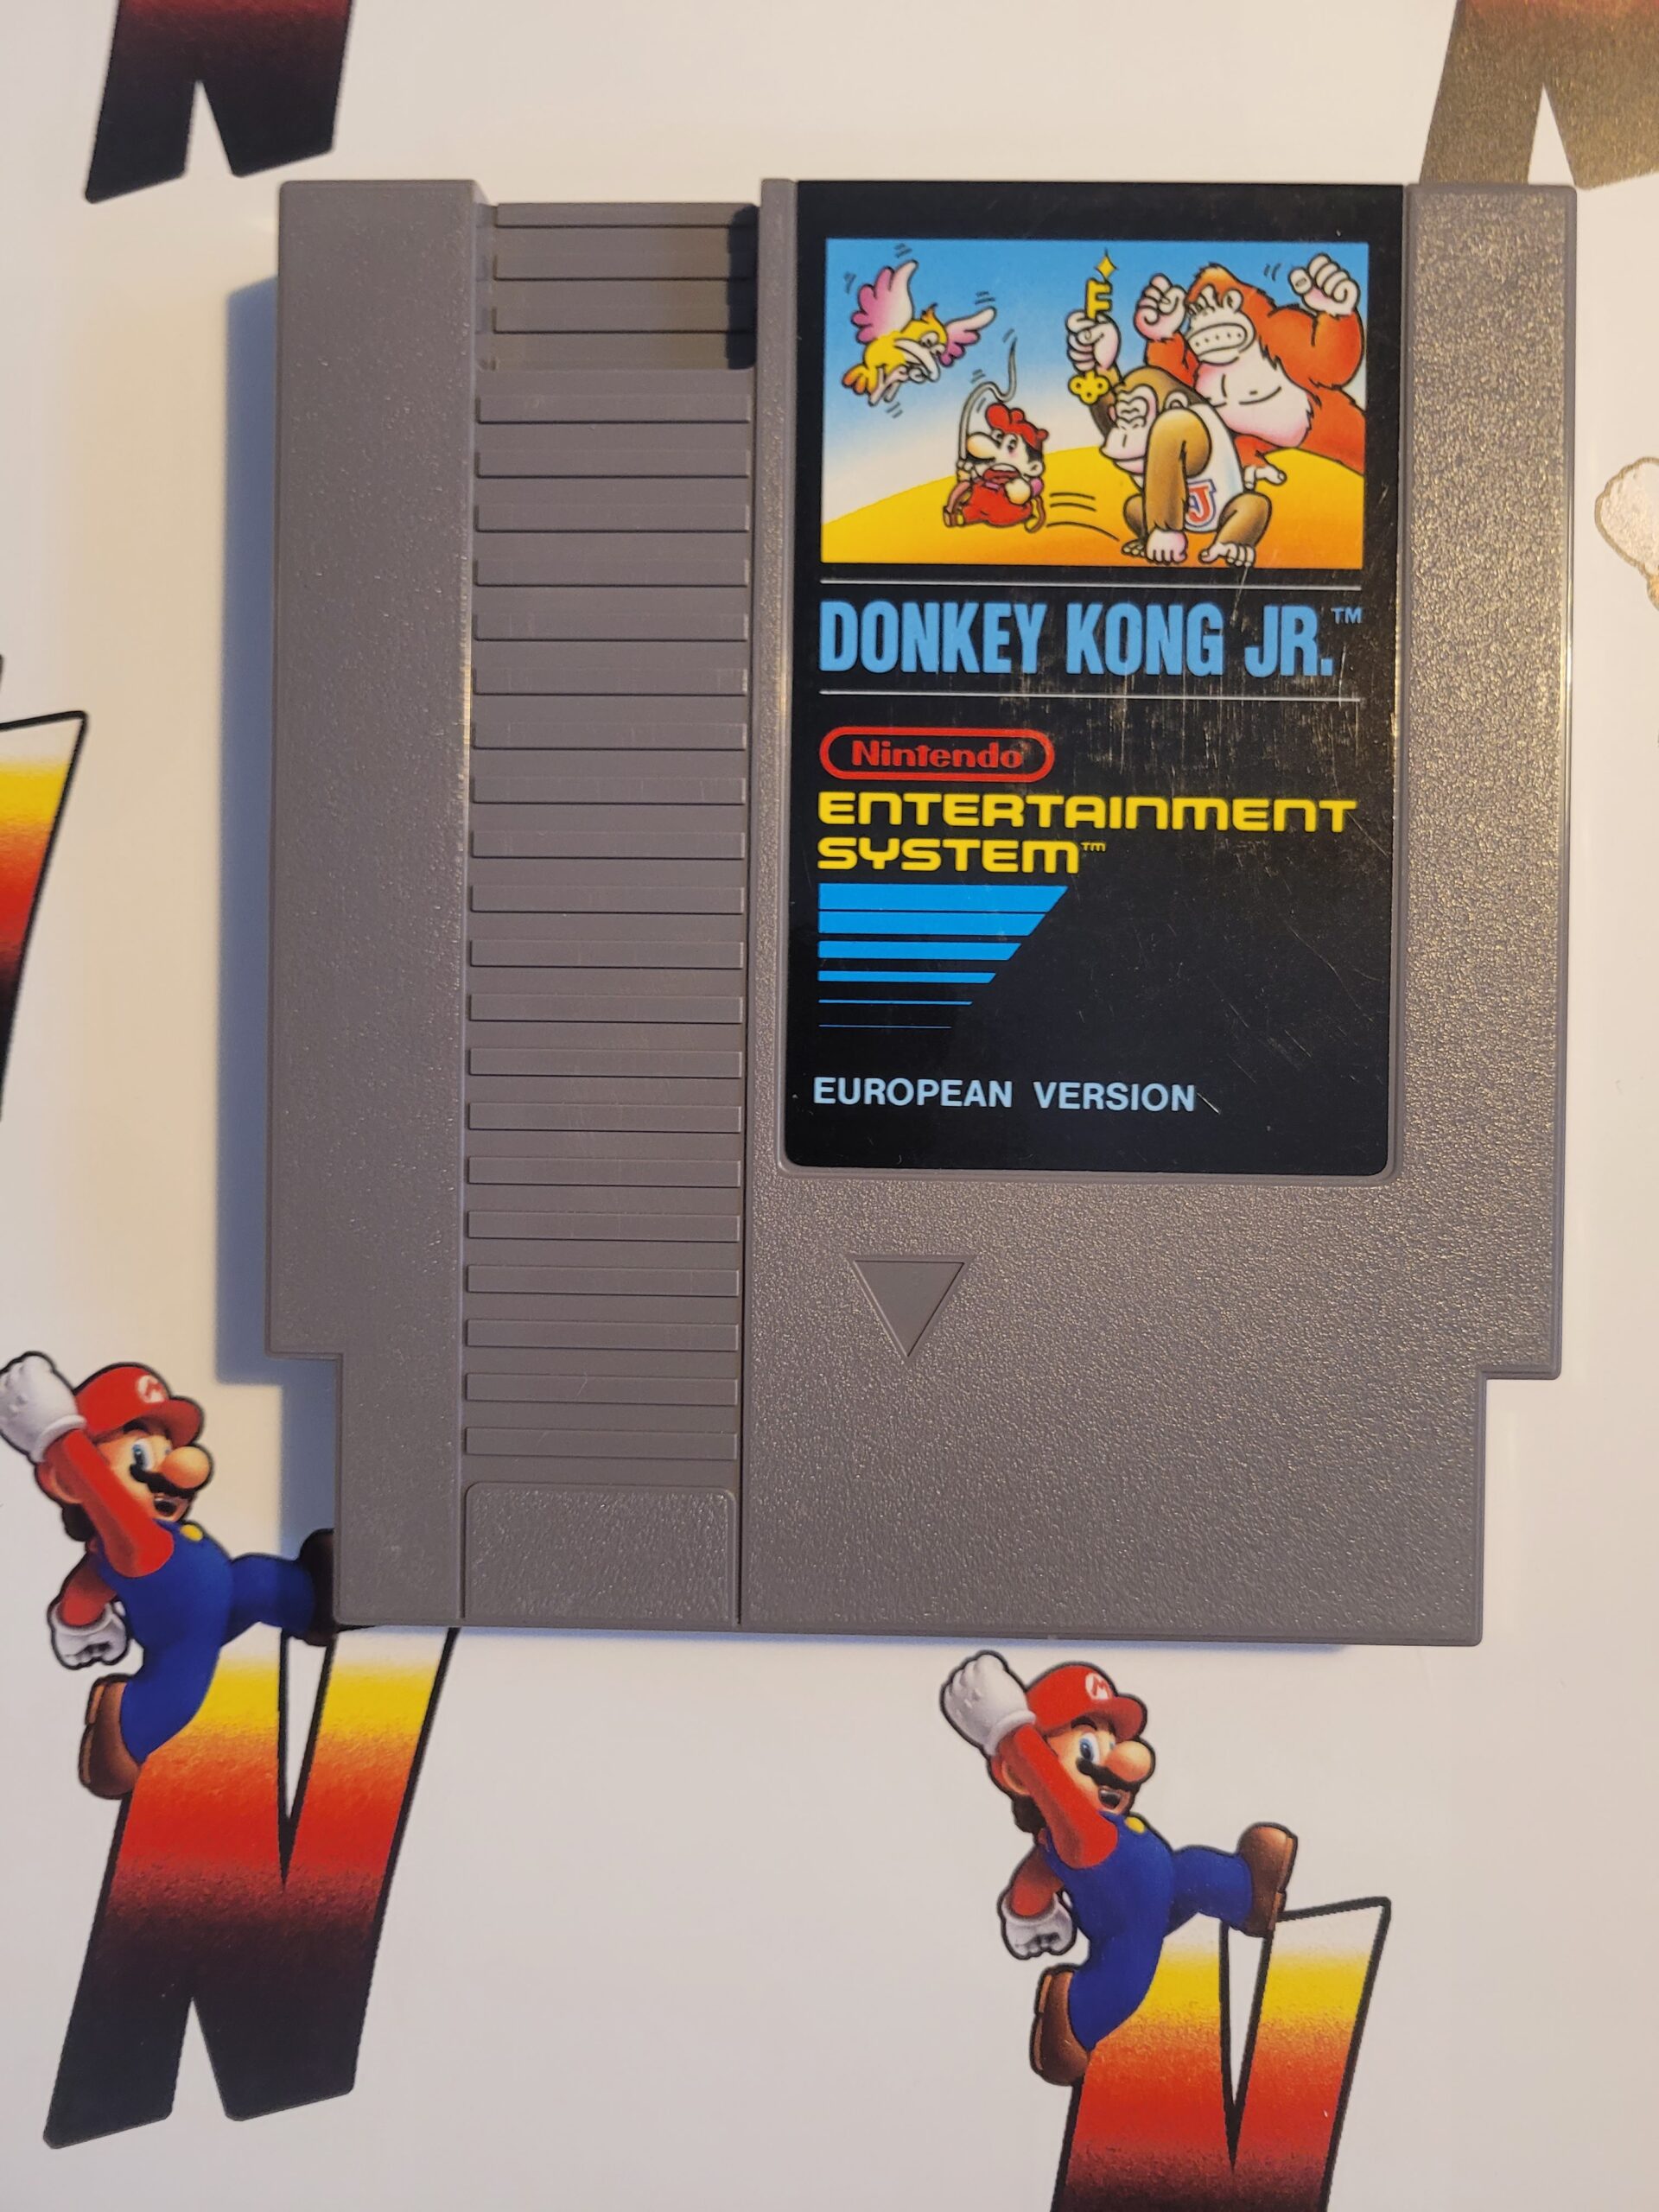 J
DONKEY KONG JR.™
Nintendo®
ENTERTAINMENT
SYSTEM™
EUROPEAN VERSION
M
N
M
N